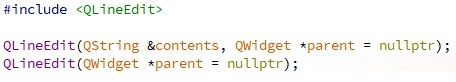 #include <QLineEdit>
QLineEdit(QString &contents, QWidget *parent = nullptr);
QLineEdit(QWidget *parent = nullptr);